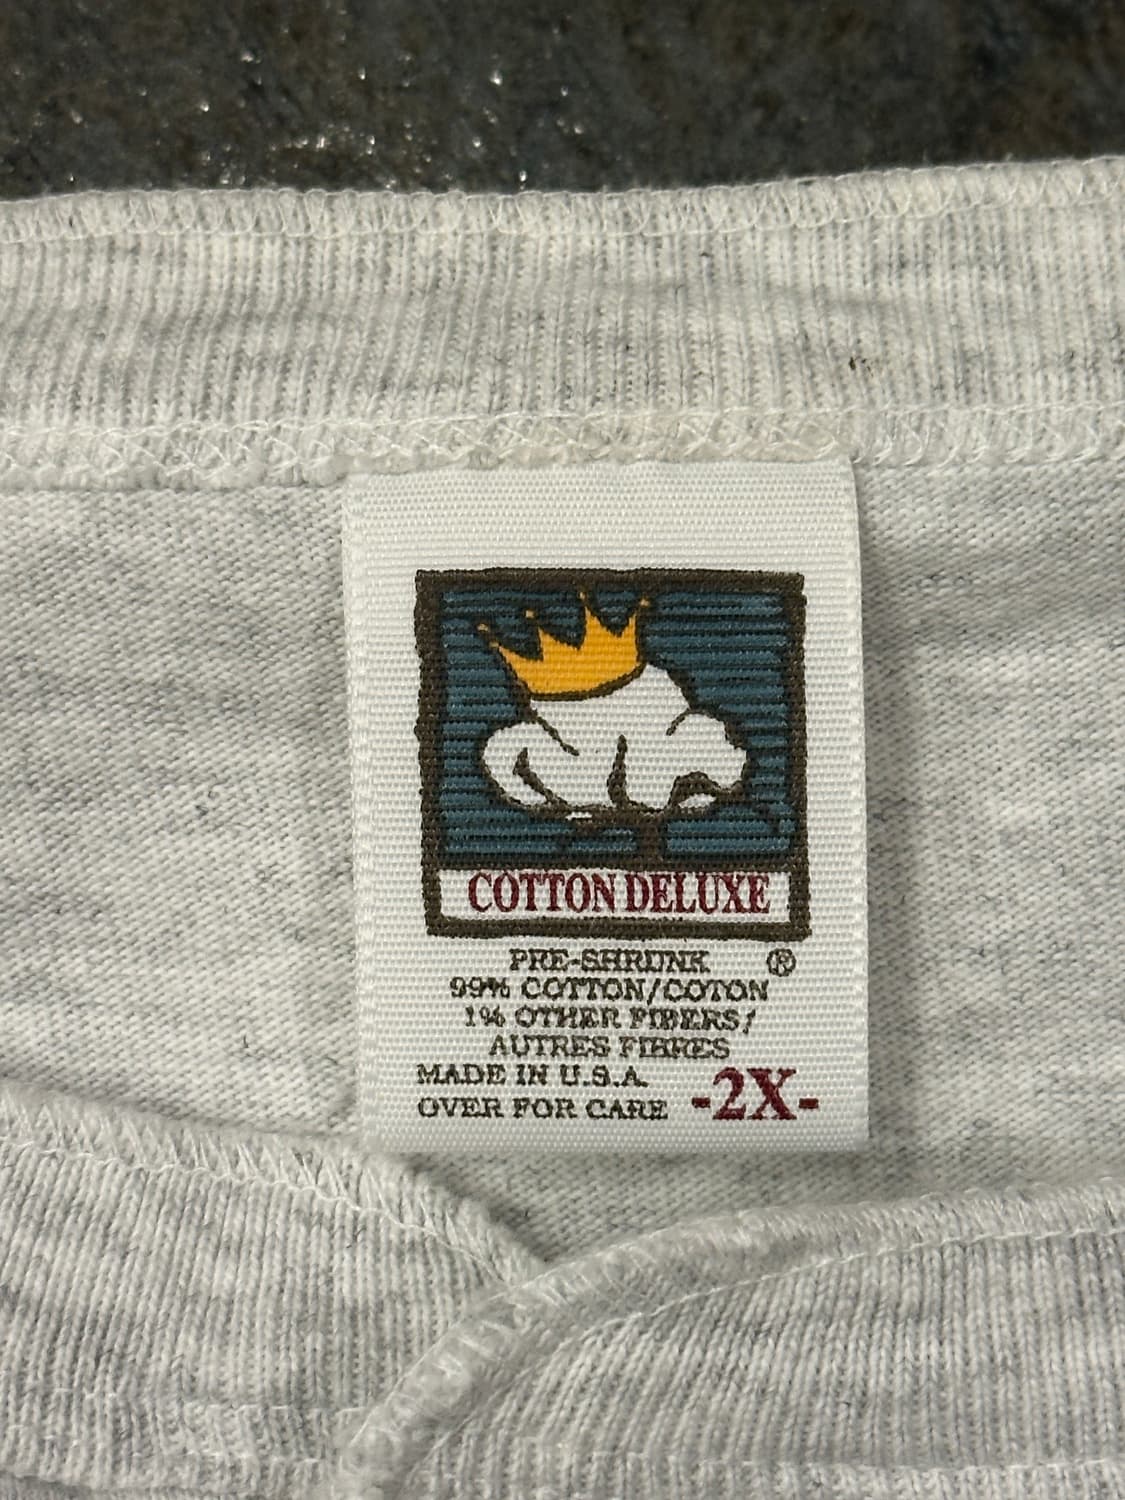 COTTON DELUXE
PRE-SHRUNK ®
99% COTTON/COTON
1% OTHER FIBERS/
AUTRES FIBRES
MADE IN U.S.A.
OVER FOR CARE -2X-